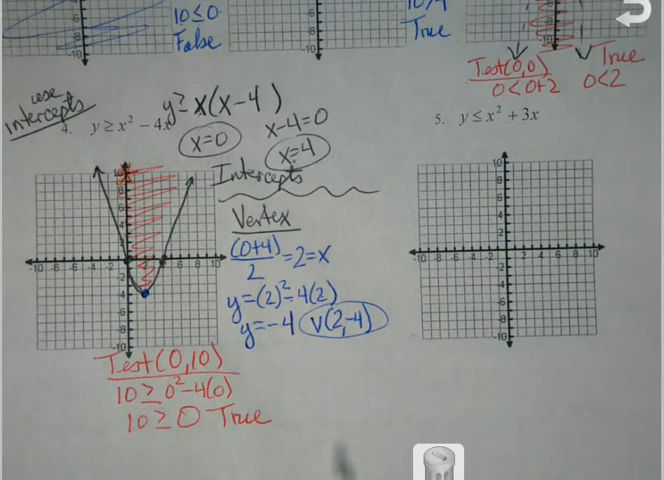 10 ≤ 0
False
True
Test (0,0)
0 < 0+2
True
0 < 2
use
intercepts
4. y ≥ x² − 4x
y ≥ x(x−4)
x=0
x−4=0
x=4
Intercepts
Vertex
(0+4)/2 = 2 = x
y=(2)²−4(2)
y=−4 V(2,−4)
Test (0,10)
10 ≥ 0²−4(0)
10 ≥ 0 True
5. y ≤ x² + 3x